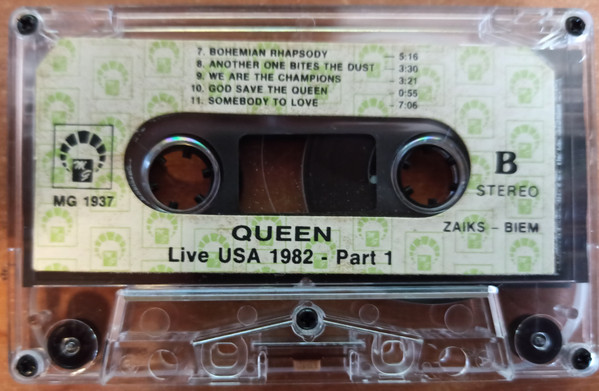 7. BOHEMIAN RHAPSODY — 5:16
8. ANOTHER ONE BITES THE DUST — 3:30
9. WE ARE THE CHAMPIONS — 3:21
10. GOD SAVE THE QUEEN — 0:55
11. SOMEBODY TO LOVE — 7:06
MG
MG 1937
B
STEREO
ZAIKS - BIEM
QUEEN
Live USA 1982 - Part 1